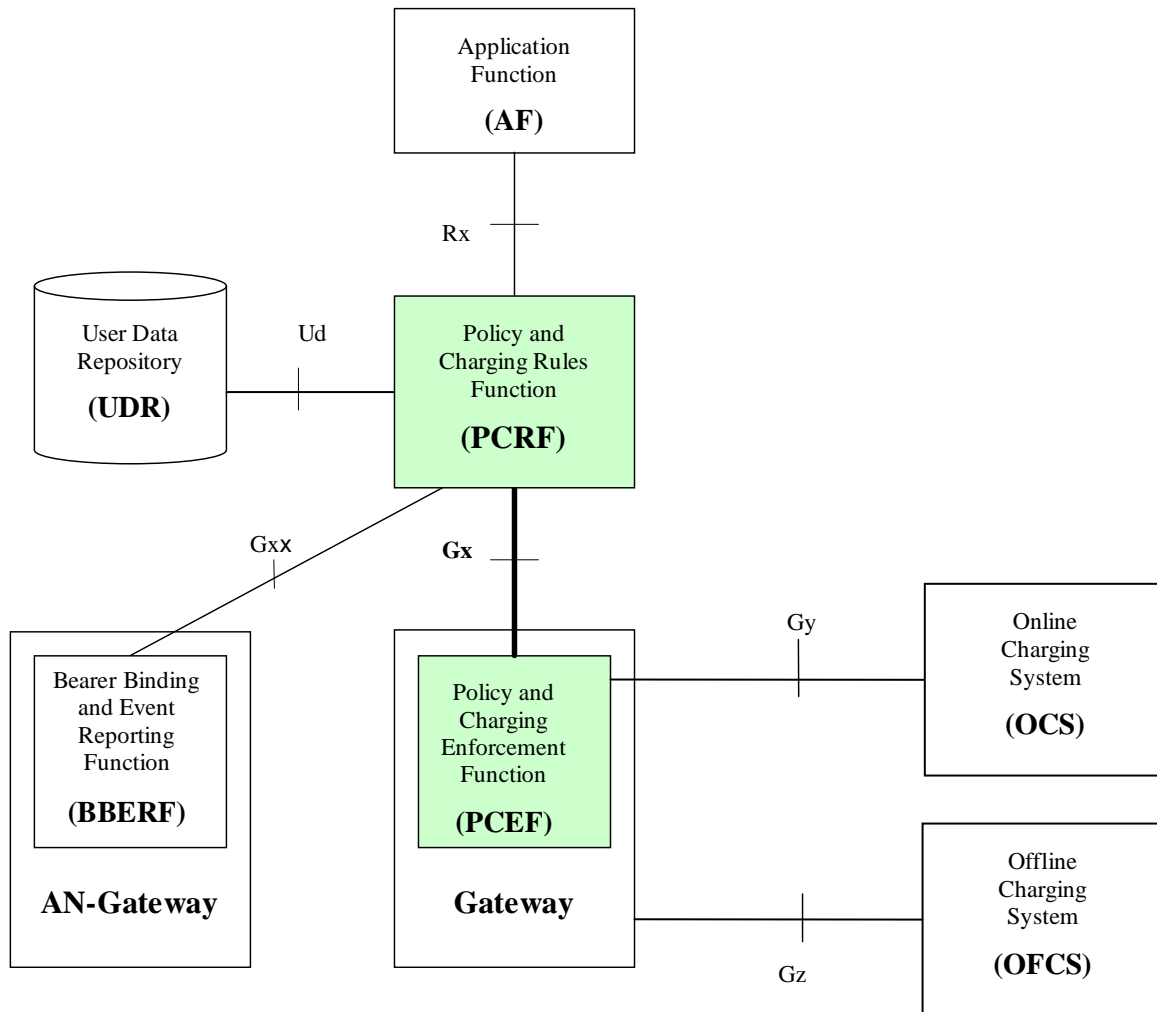 Application
Function
(AF)
Rx
User Data
Repository
(UDR)
Ud
Policy and
Charging Rules
Function
(PCRF)
Gxx
Gx
Bearer Binding
and Event
Reporting
Function
(BBERF)
AN-Gateway
Policy and
Charging
Enforcement
Function
(PCEF)
Gateway
Gy
Online
Charging
System
(OCS)
Gz
Offline
Charging
System
(OFCS)